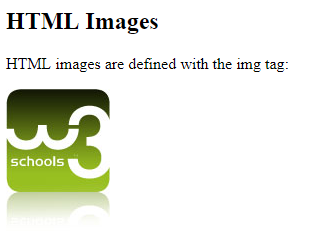 HTML Images
HTML images are defined with the img tag:
w3
schools